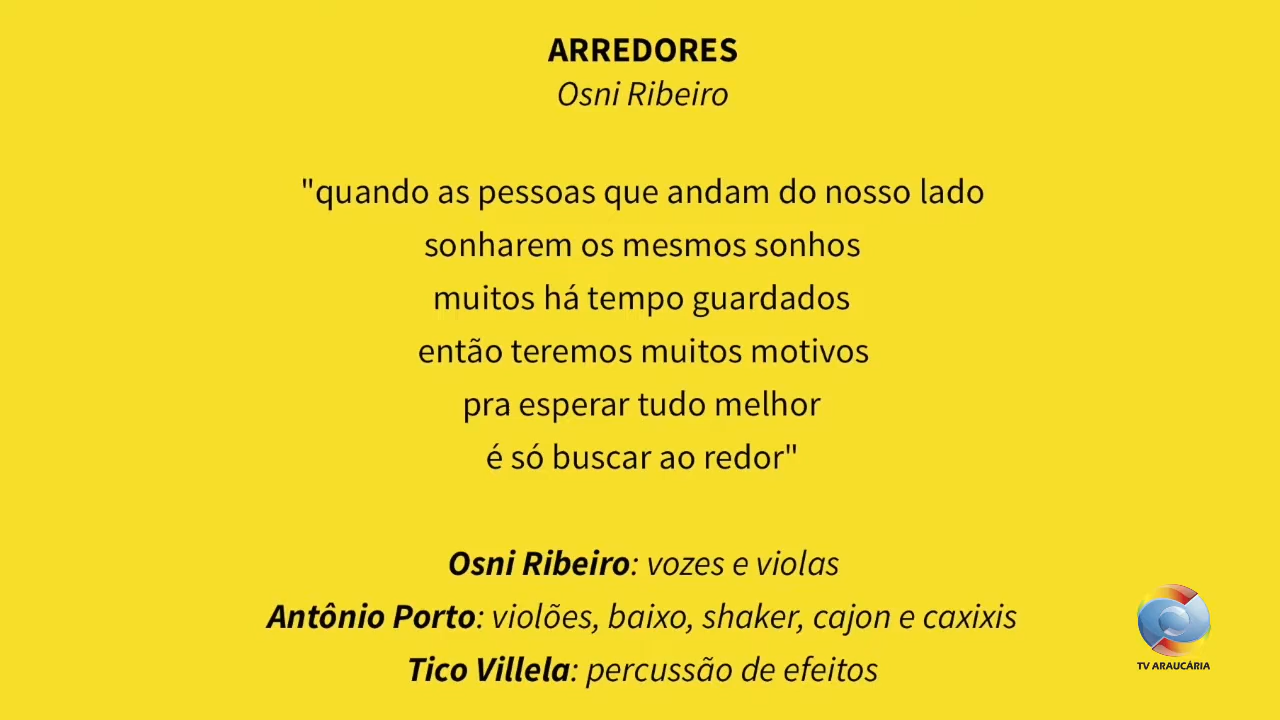 ARREDORES
Osni Ribeiro
"quando as pessoas que andam do nosso lado
sonharem os mesmos sonhos
muitos há tempo guardados
então teremos muitos motivos
pra esperar tudo melhor
é só buscar ao redor"
Osni Ribeiro: vozes e violas
Antônio Porto: violões, baixo, shaker, cajon e caxixis
Tico Villela: percussão de efeitos
TV ARAUCÁRIA